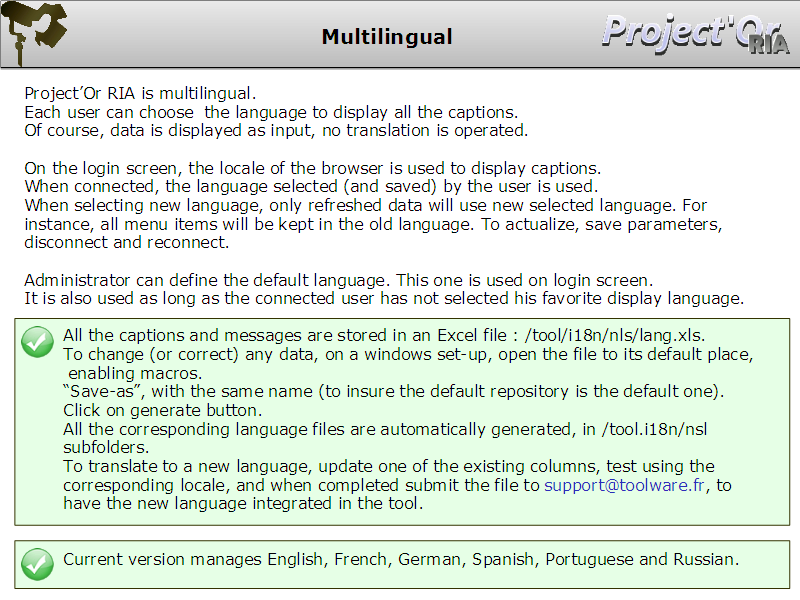 Multilingual
Project'Or
RIA
Project’Or RIA is multilingual.
Each user can choose  the language to display all the captions.
Of course, data is displayed as input, no translation is operated.
On the login screen, the locale of the browser is used to display captions.
When connected, the language selected (and saved) by the user is used.
When selecting new language, only refreshed data will use new selected language. For
instance, all menu items will be kept in the old language. To actualize, save parameters,
disconnect and reconnect.
Administrator can define the default language. This one is used on login screen.
It is also used as long as the connected user has not selected his favorite display language.
All the captions and messages are stored in an Excel file : /tool/i18n/nls/lang.xls.
To change (or correct) any data, on a windows set-up, open the file to its default place,
enabling macros.
“Save-as”, with the same name (to insure the default repository is the default one).
Click on generate button.
All the corresponding language files are automatically generated, in /tool.i18n/nsl
subfolders.
To translate to a new language, update one of the existing columns, test using the
corresponding locale, and when completed submit the file to support@toolware.fr, to
have the new language integrated in the tool.
Current version manages English, French, German, Spanish, Portuguese and Russian.